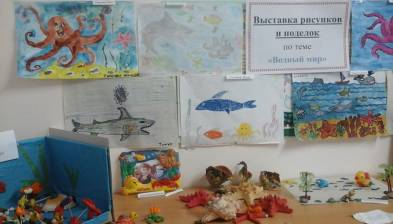 Выставка рисунков
и поделок
по теме
«Водный мир»